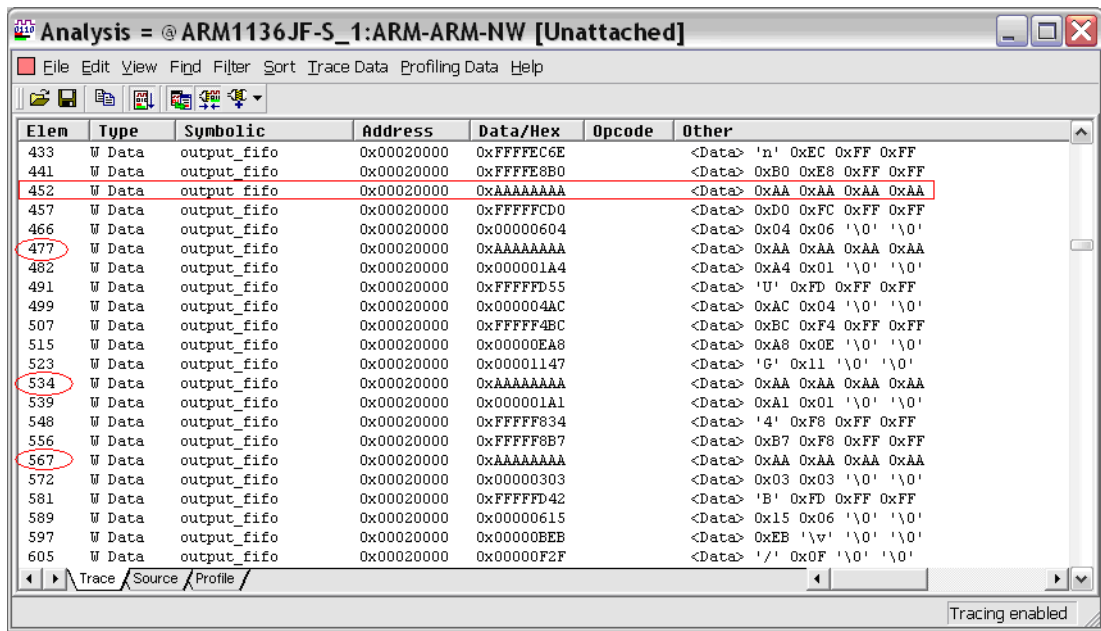 Analysis = @ ARM1136JF-S_1:ARM-ARM-NW [Unattached]
File Edit View Find Filter Sort Trace Data Profiling Data Help
Elem Type Symbolic Address Data/Hex Opcode Other
433 W Data output_fifo 0x00020000 0xFFFFEC6E <Data> 'n' 0xEC 0xFF 0xFF
441 W Data output_fifo 0x00020000 0xFFFFE8B0 <Data> 0xB0 0xE8 0xFF 0xFF
452 W Data output_fifo 0x00020000 0xAAAAAAAA <Data> 0xAA 0xAA 0xAA 0xAA
457 W Data output_fifo 0x00020000 0xFFFFFCD0 <Data> 0xD0 0xFC 0xFF 0xFF
466 W Data output_fifo 0x00020000 0x00000604 <Data> 0x04 0x06 '\0' '\0'
477 W Data output_fifo 0x00020000 0xAAAAAAAA <Data> 0xAA 0xAA 0xAA 0xAA
482 W Data output_fifo 0x00020000 0x000001A4 <Data> 0xA4 0x01 '\0' '\0'
491 W Data output_fifo 0x00020000 0xFFFFFD55 <Data> 'U' 0xFD 0xFF 0xFF
499 W Data output_fifo 0x00020000 0x000004AC <Data> 0xAC 0x04 '\0' '\0'
507 W Data output_fifo 0x00020000 0xFFFFF4BC <Data> 0xBC 0xF4 0xFF 0xFF
515 W Data output_fifo 0x00020000 0x00000EA8 <Data> 0xA8 0x0E '\0' '\0'
523 W Data output_fifo 0x00020000 0x00001147 <Data> 'G' 0x11 '\0' '\0'
534 W Data output_fifo 0x00020000 0xAAAAAAAA <Data> 0xAA 0xAA 0xAA 0xAA
539 W Data output_fifo 0x00020000 0x000001A1 <Data> 0xA1 0x01 '\0' '\0'
548 W Data output_fifo 0x00020000 0xFFFFF834 <Data> '4' 0xF8 0xFF 0xFF
556 W Data output_fifo 0x00020000 0xFFFFF8B7 <Data> 0xB7 0xF8 0xFF 0xFF
567 W Data output_fifo 0x00020000 0xAAAAAAAA <Data> 0xAA 0xAA 0xAA 0xAA
572 W Data output_fifo 0x00020000 0x00000303 <Data> 0x03 0x03 '\0' '\0'
581 W Data output_fifo 0x00020000 0xFFFFFD42 <Data> 'B' 0xFD 0xFF 0xFF
589 W Data output_fifo 0x00020000 0x00000615 <Data> 0x15 0x06 '\0' '\0'
597 W Data output_fifo 0x00020000 0x00000BEB <Data> 0xEB '\v' '\0' '\0'
605 W Data output_fifo 0x00020000 0x00000F2F <Data> '/' 0x0F '\0' '\0'
Trace Source Profile
Tracing enabled